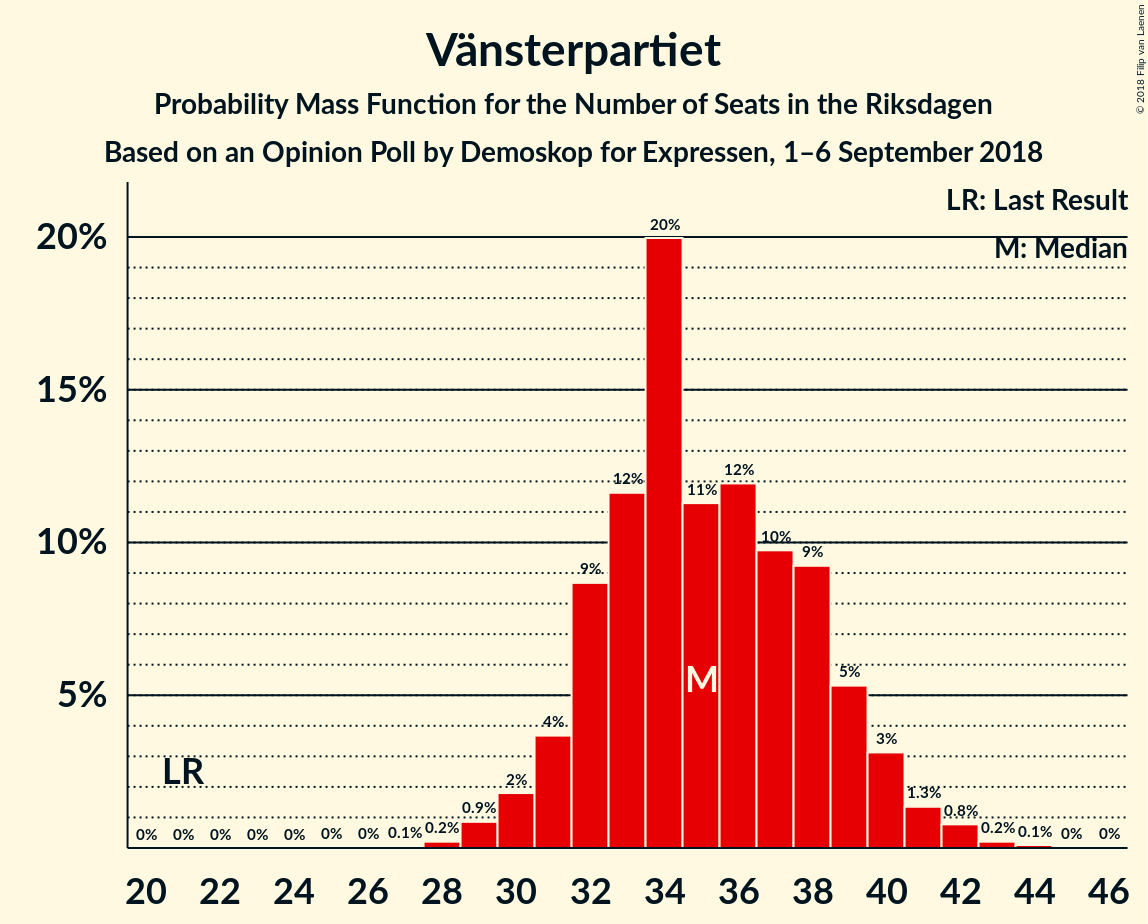 Vänsterpartiet
Probability Mass Function for the Number of Seats in the Riksdagen
Based on an Opinion Poll by Demoskop for Expressen, 1–6 September 2018
© 2018 Filip van Laenen
LR: Last Result
M: Median
20%
15%
10%
5%
20%
12%
12%
11%
10%
9%
9%
5%
4%
3%
2%
1.3%
0.9%
0.8%
0% 0% 0% 0% 0% 0% 0% 0.1% 0.2% 0.2% 0.1% 0% 0%
M
LR
20 22 24 26 28 30 32 34 36 38 40 42 44 46